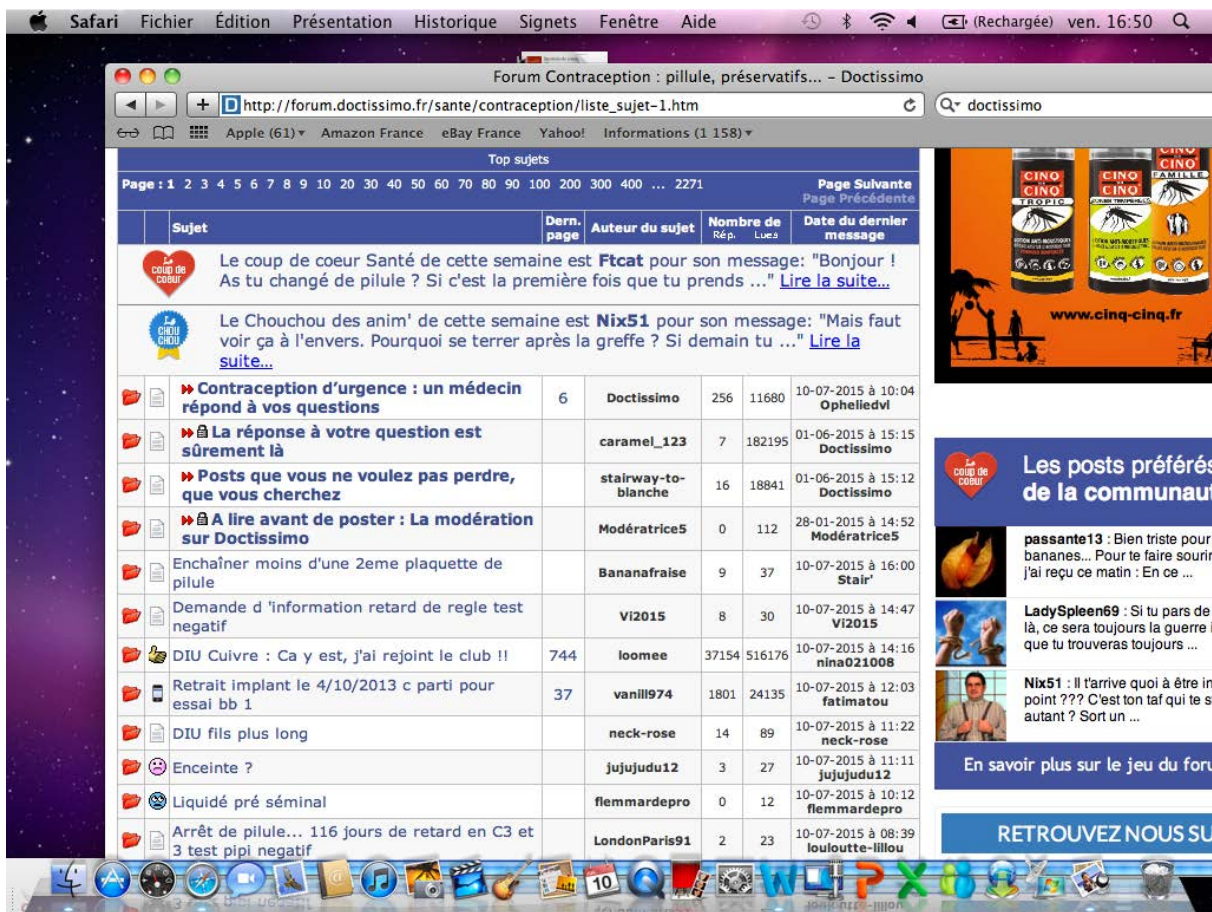 Safari Fichier Édition Présentation Historique Signets Fenêtre Aide (Rechargée) ven. 16:50
Forum Contraception : pillule, préservatifs... – Doctissimo
http://forum.doctissimo.fr/sante/contraception/liste_sujet-1.htm
doctissimo
Apple (61) Amazon France eBay France Yahoo! Informations (1 158)
Top sujets
Page : 1 2 3 4 5 6 7 8 9 10 20 30 40 50 60 70 80 90 100 200 300 400 ... 2271
Page Suivante
Page Précédente
Sujet
Dern. page
Auteur du sujet
Nombre de
Rép. Lues
Date du dernier message
Le coup de coeur
Le coup de coeur Santé de cette semaine est Ftcat pour son message: "Bonjour !
As tu changé de pilule ? Si c'est la première fois que tu prends ..." Lire la suite...
Le CHOU CHOU
Le Chouchou des anim' de cette semaine est Nix51 pour son message: "Mais faut
voir ça à l'envers. Pourquoi se terrer après la greffe ? Si demain tu ..." Lire la
suite...
Contraception d'urgence : un médecin
répond à vos questions
6 Doctissimo 256 11680
10-07-2015 à 10:04
Opheliedvl
La réponse à votre question est
sûrement là
caramel_123 7 182195
01-06-2015 à 15:15
Doctissimo
Posts que vous ne voulez pas perdre,
que vous cherchez
stairway-to-
blanche
16 18841
01-06-2015 à 15:12
Doctissimo
A lire avant de poster : La modération
sur Doctissimo
Modératrice5 0 112
28-01-2015 à 14:52
Modératrice5
Enchaîner moins d'une 2eme plaquette de
pilule
Bananafraise 9 37
10-07-2015 à 16:00
Stair'
Demande d 'information retard de regle test
negatif
Vi2015 8 30
10-07-2015 à 14:47
Vi2015
DIU Cuivre : Ca y est, j'ai rejoint le club !!
744 loomee 37154 516176
10-07-2015 à 14:16
nina021008
Retrait implant le 4/10/2013 c parti pour
essai bb 1
37 vanill974 1801 24135
10-07-2015 à 12:03
fatimatou
DIU fils plus long
neck-rose 14 89
10-07-2015 à 11:22
neck-rose
Enceinte ?
jujujudu12 3 27
10-07-2015 à 11:11
jujujudu12
Liquidé pré séminal
flemmardepro 0 12
10-07-2015 à 10:12
flemmardepro
Arrêt de pilule... 116 jours de retard en C3 et
3 test pipi negatif
LondonParis91 2 23
10-07-2015 à 08:39
louloutte-lillou
CINQ CINQ TROPIC
CINQ CINQ
CINQ CINQ FAMILLE
www.cinq-cinq.fr
Le coup de coeur
Les posts préférés
de la communaut
passante13 : Bien triste pour
bananes... Pour te faire sourir
j'ai reçu ce matin : En ce ...
LadySpleen69 : Si tu pars de
là, ce sera toujours la guerre i
que tu trouveras toujours ...
Nix51 : Il t'arrive quoi à être in
point ??? C'est ton taf qui te s
autant ? Sort un ...
En savoir plus sur le jeu du foru
RETROUVEZ NOUS SU
10